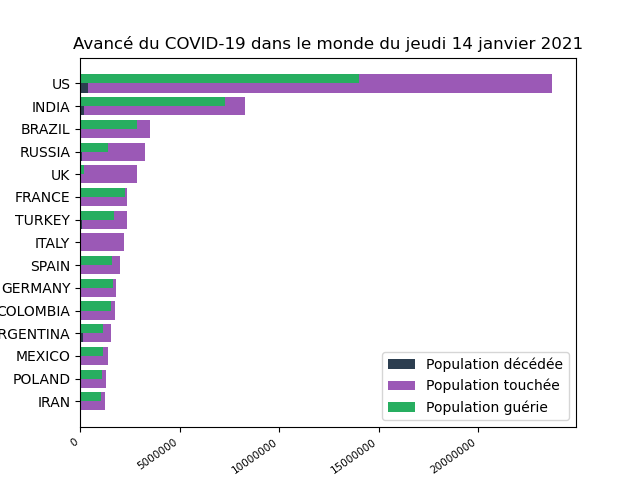 Avancé du COVID-19 dans le monde du jeudi 14 janvier 2021
US
INDIA
BRAZIL
RUSSIA
UK
FRANCE
TURKEY
ITALY
SPAIN
GERMANY
COLOMBIA
RGENTINA
MEXICO
POLAND
IRAN
Population décédée
Population touchée
Population guérie
0
5000000
10000000
15000000
20000000